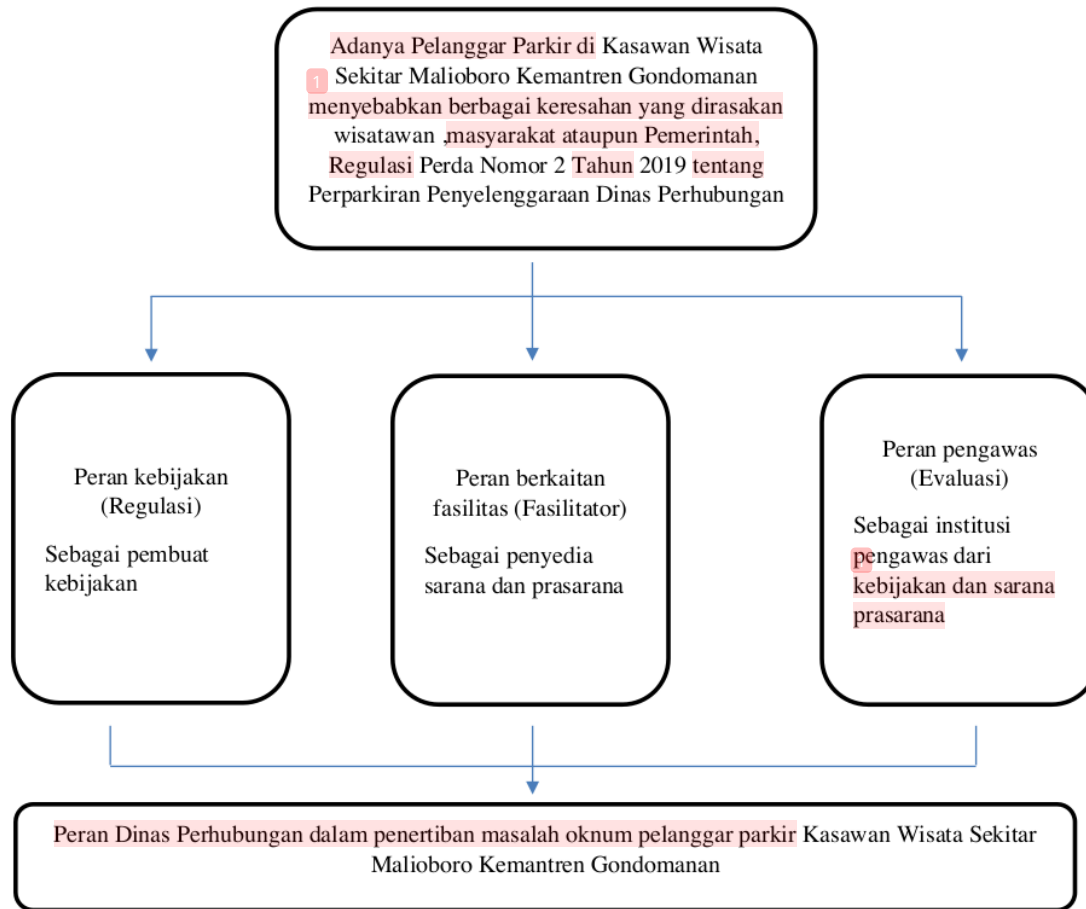 Adanya Pelanggar Parkir di Kasawan Wisata
1 Sekitar Malioboro Kemantren Gondomanan
menyebabkan berbagai keresahan yang dirasakan
wisatawan ,masyarakat ataupun Pemerintah,
Regulasi Perda Nomor 2 Tahun 2019 tentang
Perparkiran Penyelenggaraan Dinas Perhubungan
Peran kebijakan
(Regulasi)
Sebagai pembuat
kebijakan
Peran berkaitan
fasilitas (Fasilitator)
Sebagai penyedia
sarana dan prasarana
Peran pengawas
(Evaluasi)
Sebagai institusi
pengawas dari
kebijakan dan sarana
prasarana
Peran Dinas Perhubungan dalam penertiban masalah oknum pelanggar parkir Kasawan Wisata Sekitar
Malioboro Kemantren Gondomanan